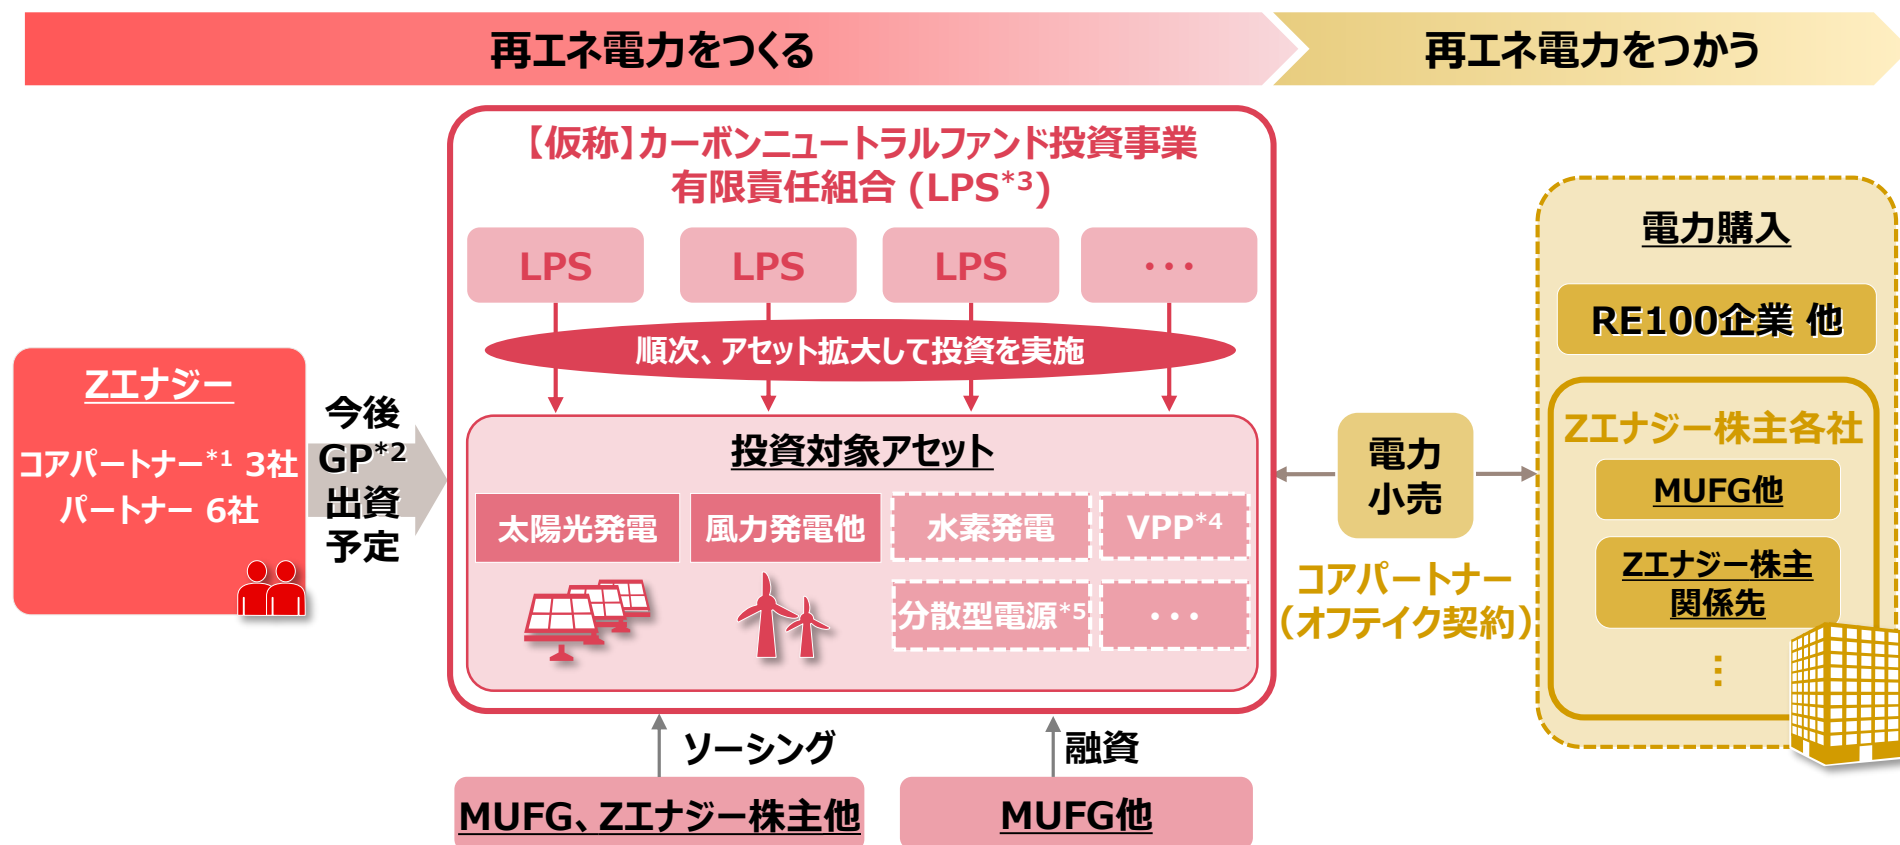 再エネ電力をつくる
再エネ電力をつかう
【仮称】カーボンニュートラルファンド投資事業
有限責任組合 (LPS*3)
LPS
LPS
LPS
・・・
順次、アセット拡大して投資を実施
Zエナジー
コアパートナー*1 3社
パートナー 6社
今後
GP*2
出資
予定
投資対象アセット
太陽光発電
風力発電他
水素発電
VPP*4
分散型電源*5
・・・
ソーシング
融資
MUFG、Zエナジー株主他
MUFG他
電力
小売
コアパートナー
（オフテイク契約）
電力購入
RE100企業 他
Zエナジー株主各社
MUFG他
Zエナジー株主
関係先
…